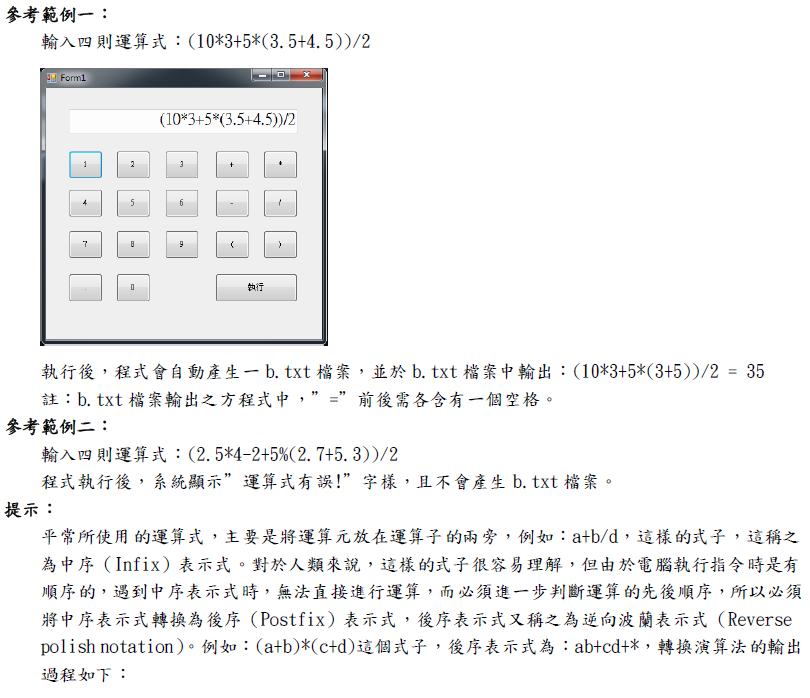 參考範例一：
輸入四則運算式：(10*3+5*(3.5+4.5))/2
Form1
(10*3+5*(3.5+4.5))/2
1 2 3 + *
4 5 6 - /
7 8 9 ( )
. 0 執行
執行後，程式會自動產生一 b.txt 檔案，並於 b.txt 檔案中輸出：(10*3+5*(3+5))/2 = 35
註：b.txt 檔案輸出之方程式中，”=”前後需各含有一個空格。
參考範例二：
輸入四則運算式：(2.5*4-2+5%(2.7+5.3))/2
程式執行後，系統顯示”運算式有誤!”字樣，且不會產生 b.txt 檔案。
提示：
平常所使用的運算式，主要是將運算元放在運算子的兩旁，例如：a+b/d，這樣的式子，這稱之
為中序（Infix）表示式。對於人類來說，這樣的式子很容易理解，但由於電腦執行指令時是有
順序的，遇到中序表示式時，無法直接進行運算，而必須進一步判斷運算的先後順序，所以必須
將中序表示式轉換為後序（Postfix）表示式，後序表示式又稱之為逆向波蘭表示式（Reverse
polish notation）。例如：(a+b)*(c+d)這個式子，後序表示式為：ab+cd+*，轉換演算法的輸出
過程如下：